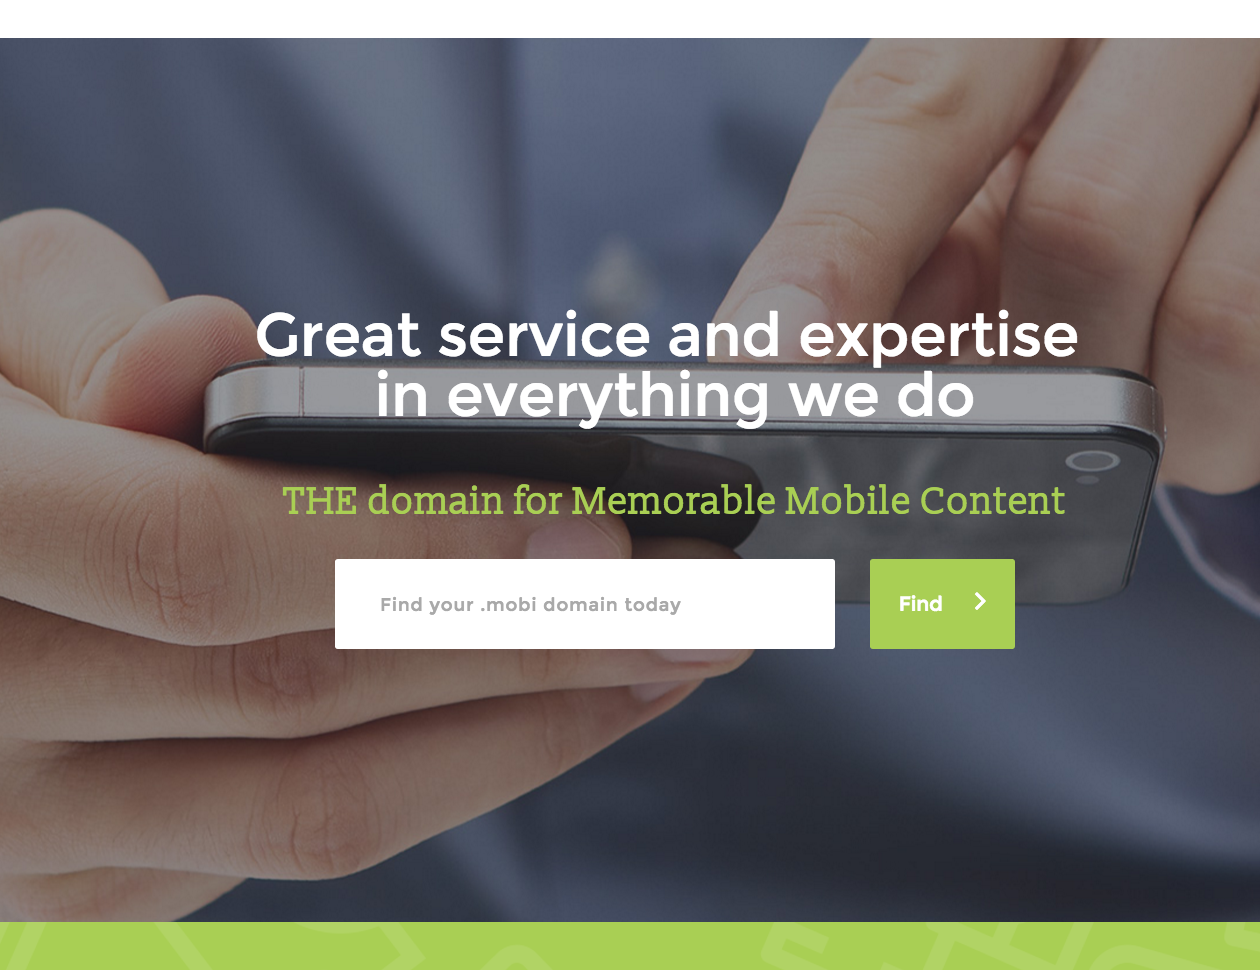 Great service and expertise
in everything we do
THE domain for Memorable Mobile Content
Find your .mobi domain today
Find